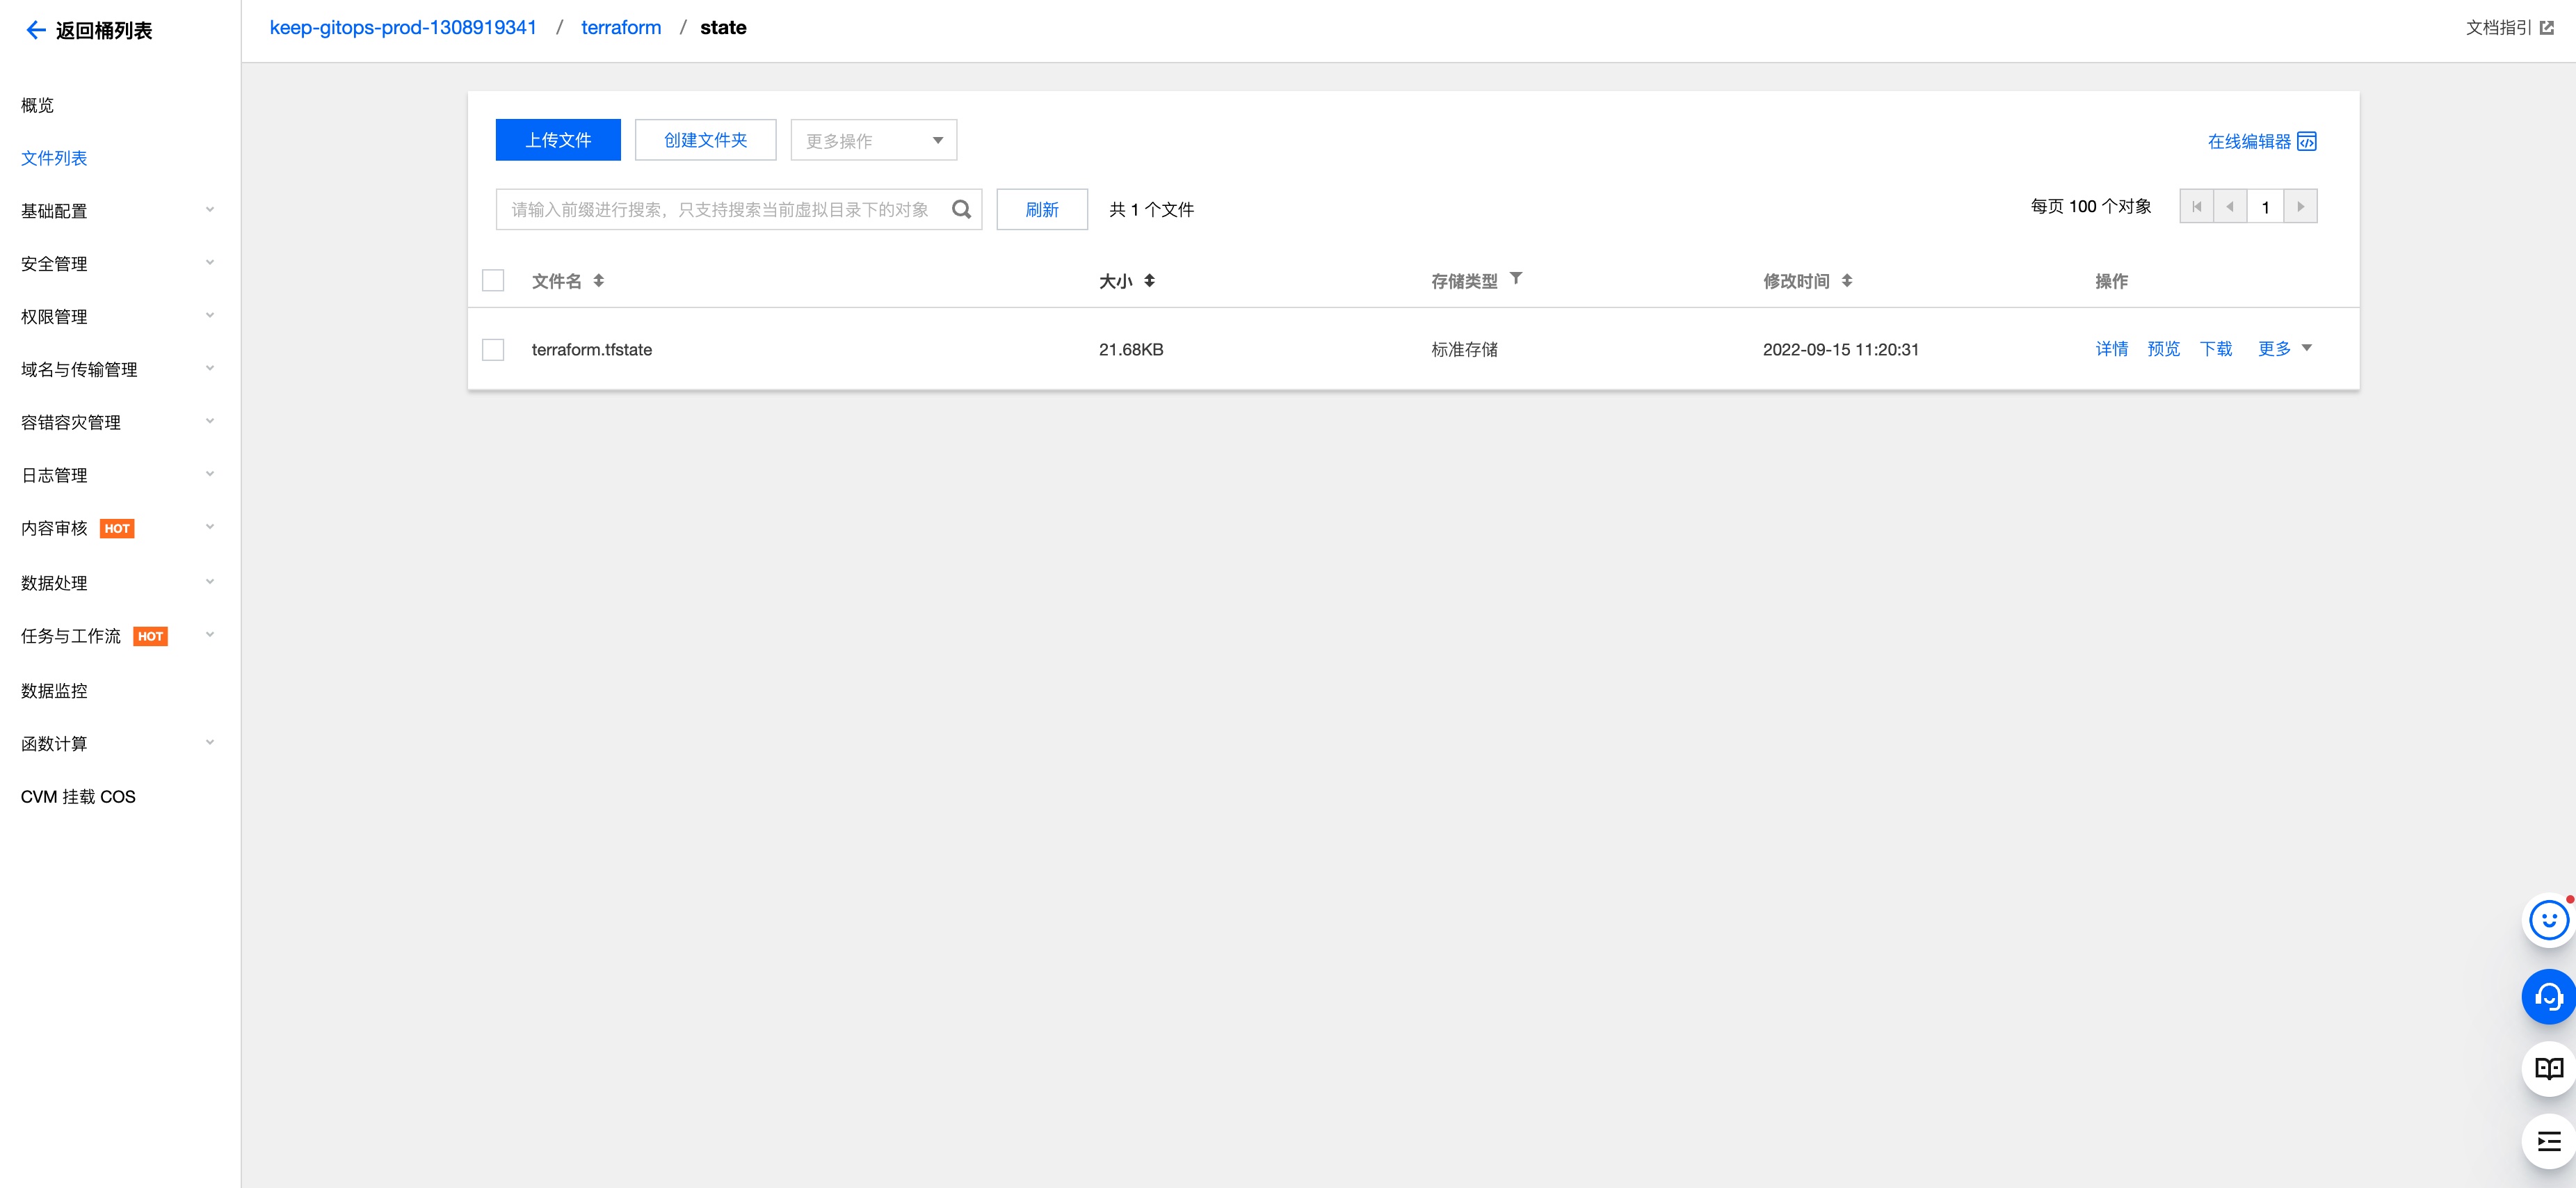 返回桶列表
keep-gitops-prod-1308919341 / terraform / state
文档指引
概览
文件列表
基础配置
安全管理
权限管理
域名与传输管理
容错容灾管理
日志管理
内容审核 HOT
数据处理
任务与工作流 HOT
数据监控
函数计算
CVM 挂载 COS
上传文件 创建文件夹 更多操作
在线编辑器
请输入前缀进行搜索，只支持搜索当前虚拟目录下的对象 刷新 共 1 个文件
每页 100 个对象 1
文件名 大小 存储类型 修改时间 操作
terraform.tfstate 21.68KB 标准存储 2022-09-15 11:20:31 详情 预览 下载 更多